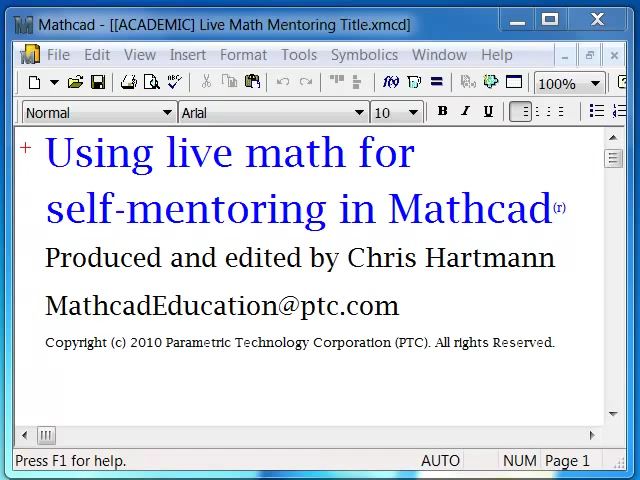 Mathcad - [[ACADEMIC] Live Math Mentoring Title.xmcd]
File Edit View Insert Format Tools Symbolics Window Help
f(x) 100%
Normal Arial 10 B I U
Using live math for
self-mentoring in Mathcad(r)
Produced and edited by Chris Hartmann
MathcadEducation@ptc.com
Copyright (c) 2010 Parametric Technology Corporation (PTC). All rights Reserved.
Press F1 for help. AUTO NUM Page 1